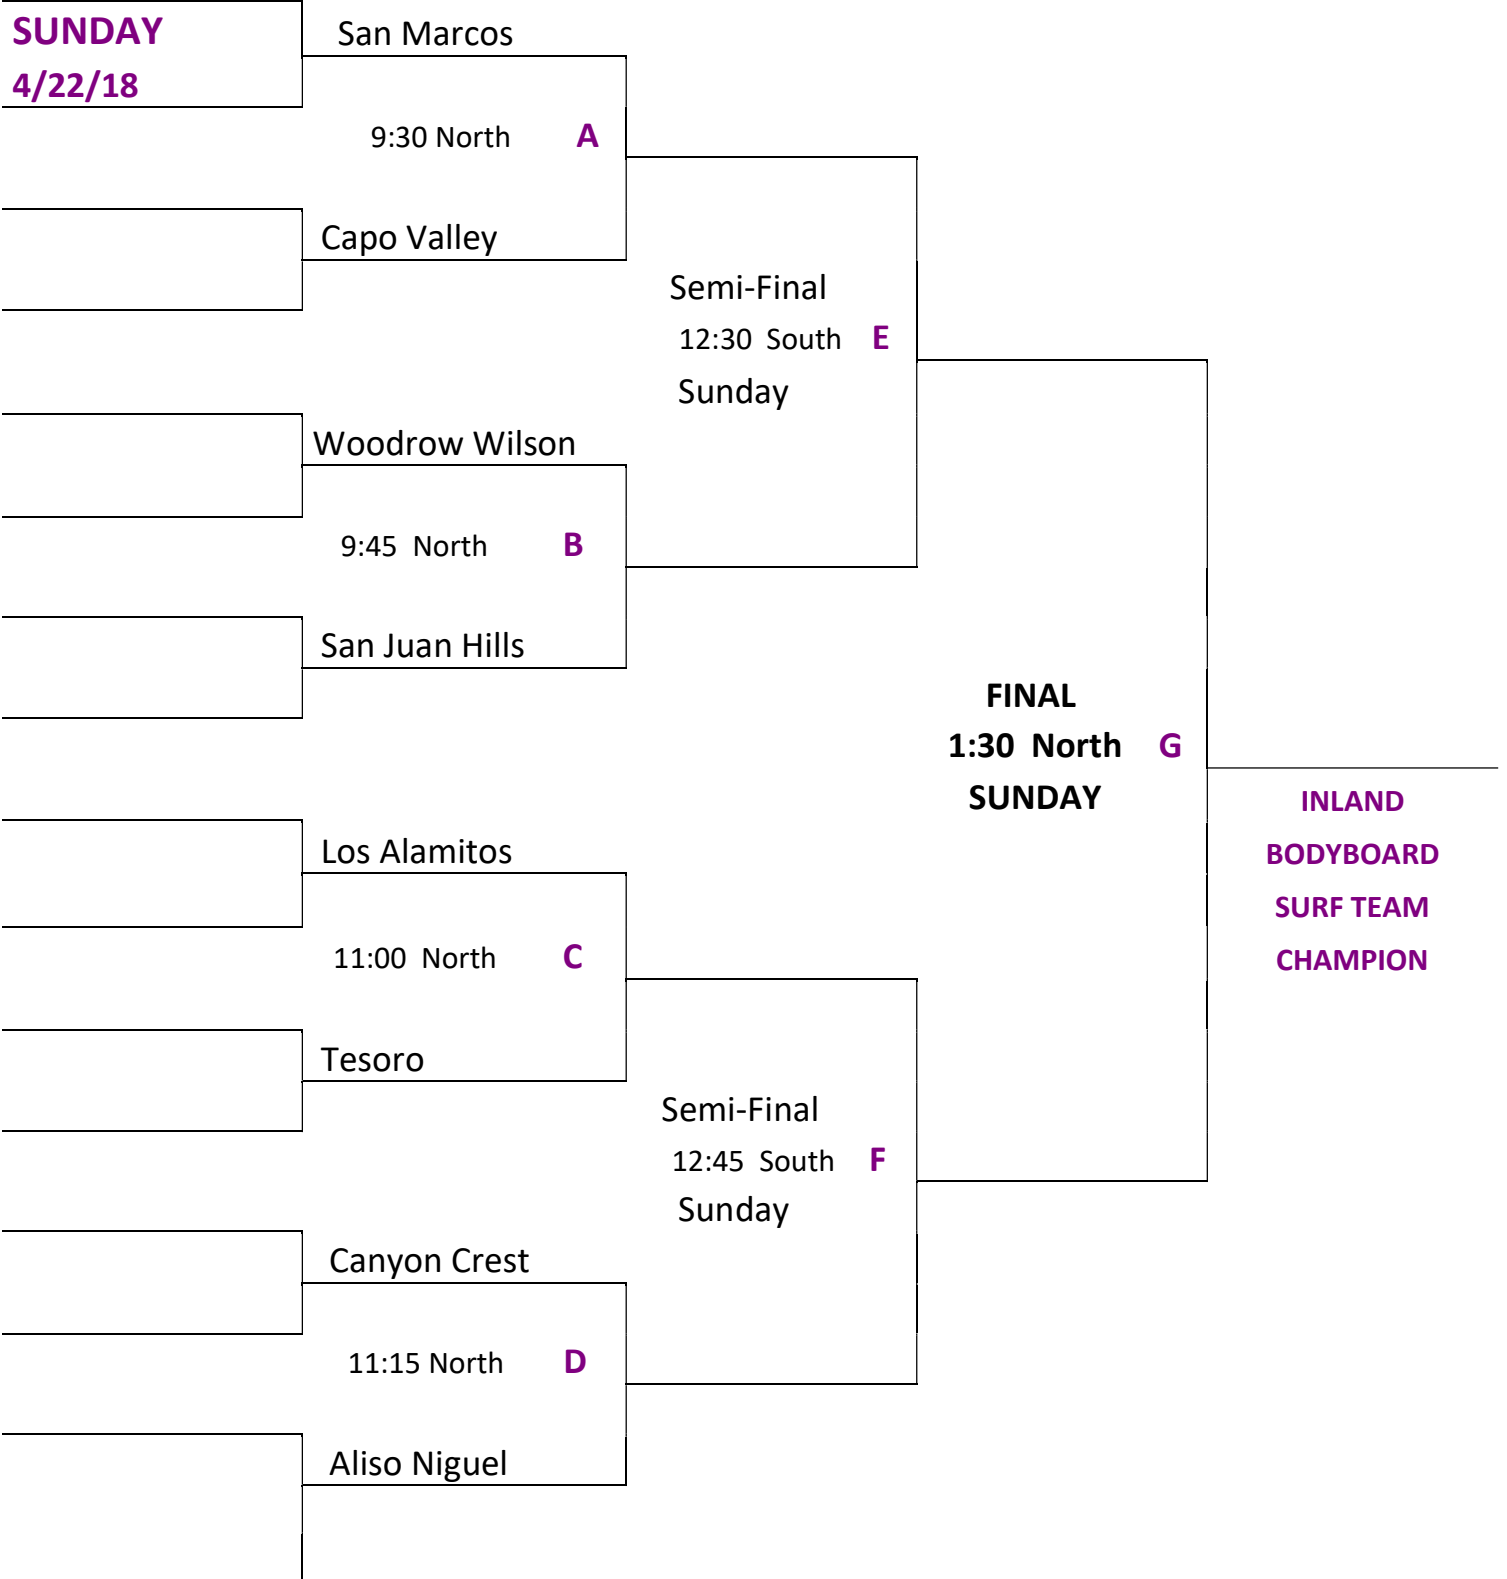 SUNDAY
4/22/18
San Marcos
9:30 North A
Capo Valley
Semi-Final
12:30 South E
Sunday
Woodrow Wilson
9:45 North B
San Juan Hills
FINAL
1:30 North G
SUNDAY
INLAND
BODYBOARD
SURF TEAM
CHAMPION
Los Alamitos
11:00 North C
Tesoro
Semi-Final
12:45 South F
Sunday
Canyon Crest
11:15 North D
Aliso Niguel